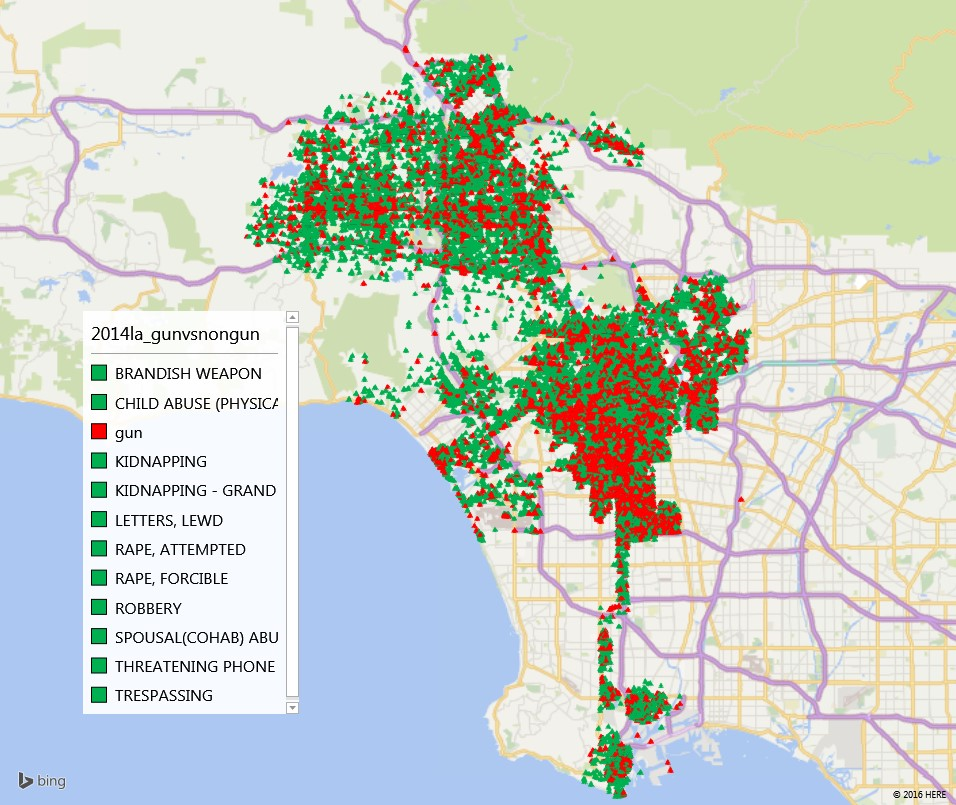 2014la_gunvsnongun
BRANDISH WEAPON
CHILD ABUSE (PHYSICA
gun
KIDNAPPING
KIDNAPPING - GRAND
LETTERS, LEWD
RAPE, ATTEMPTED
RAPE, FORCIBLE
ROBBERY
SPOUSAL(COHAB) ABU
THREATENING PHONE
TRESPASSING
bing
© 2016 HERE